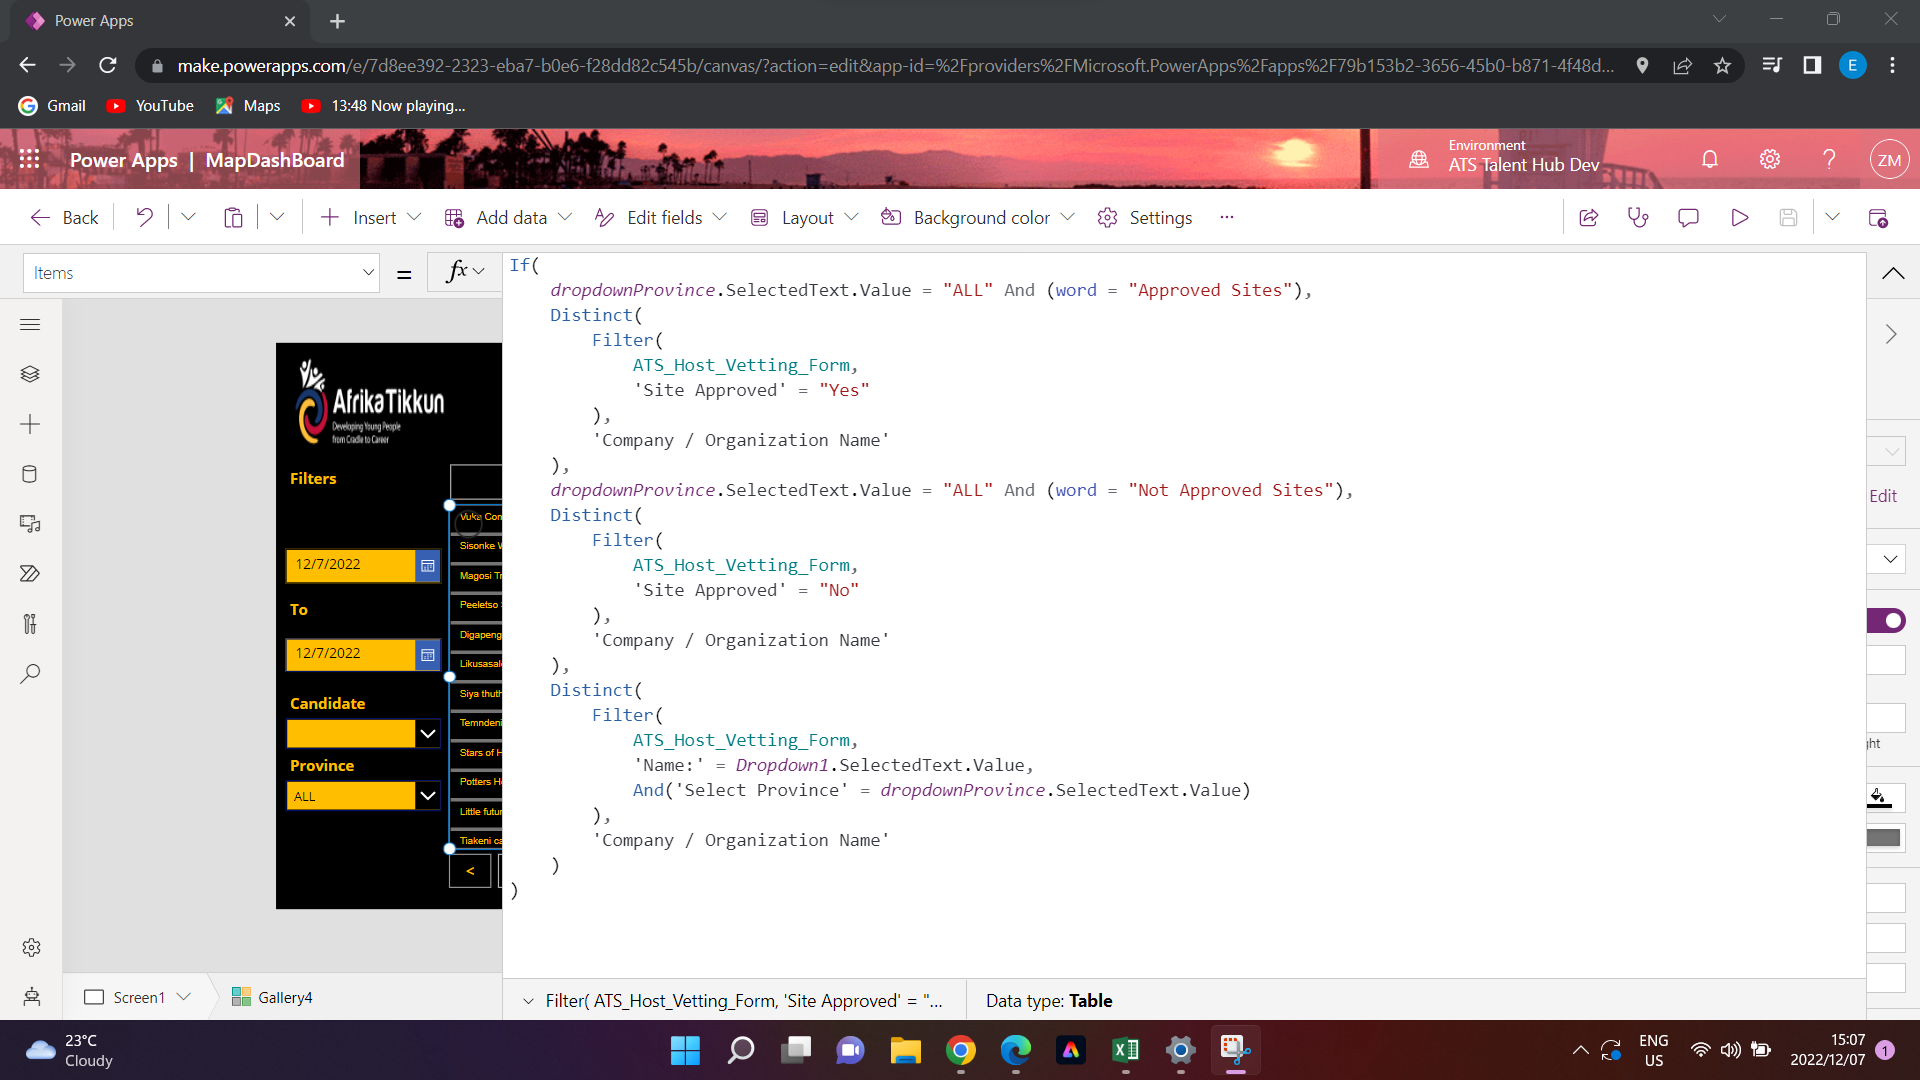 Power Apps
make.powerapps.com/e/7d8ee392-2323-eba7-b0e6-f28dd82c545b/canvas/?action=edit&app-id=%2Fproviders%2FMicrosoft.PowerApps%2Fapps%2F79b153b2-3656-45b0-b871-4f48d...
E
Gmail YouTube Maps 13:48 Now playing...
Power Apps | MapDashBoard
Environment
ATS Talent Hub Dev
ZM
Back Insert Add data Edit fields Layout Background color Settings ...
Items = fx
If(
dropdownProvince.SelectedText.Value = "ALL" And (word = "Approved Sites"),
Distinct(
Filter(
ATS_Host_Vetting_Form,
'Site Approved' = "Yes"
),
'Company / Organization Name'
),
dropdownProvince.SelectedText.Value = "ALL" And (word = "Not Approved Sites"),
Distinct(
Filter(
ATS_Host_Vetting_Form,
'Site Approved' = "No"
),
'Company / Organization Name'
),
Distinct(
Filter(
ATS_Host_Vetting_Form,
'Name:' = Dropdown1.SelectedText.Value,
And('Select Province' = dropdownProvince.SelectedText.Value)
),
'Company / Organization Name'
)
)
AfrikaTikkun
Developing Young People
from Cradle to Career
Filters
12/7/2022
To
12/7/2022
Candidate
Province
ALL
Vuka Com
Sisonke W
Magosi Tr
Peeletso
Digapeng
Likusasale
Siya thuth
Temndeni
Stars of H
Potters H
Little futur
Tiakeni ca
<
Edit
ght
Screen1 Gallery4
Filter( ATS_Host_Vetting_Form, 'Site Approved' = "... Data type: Table
23°C
Cloudy
ENG
US
15:07
2022/12/07
1